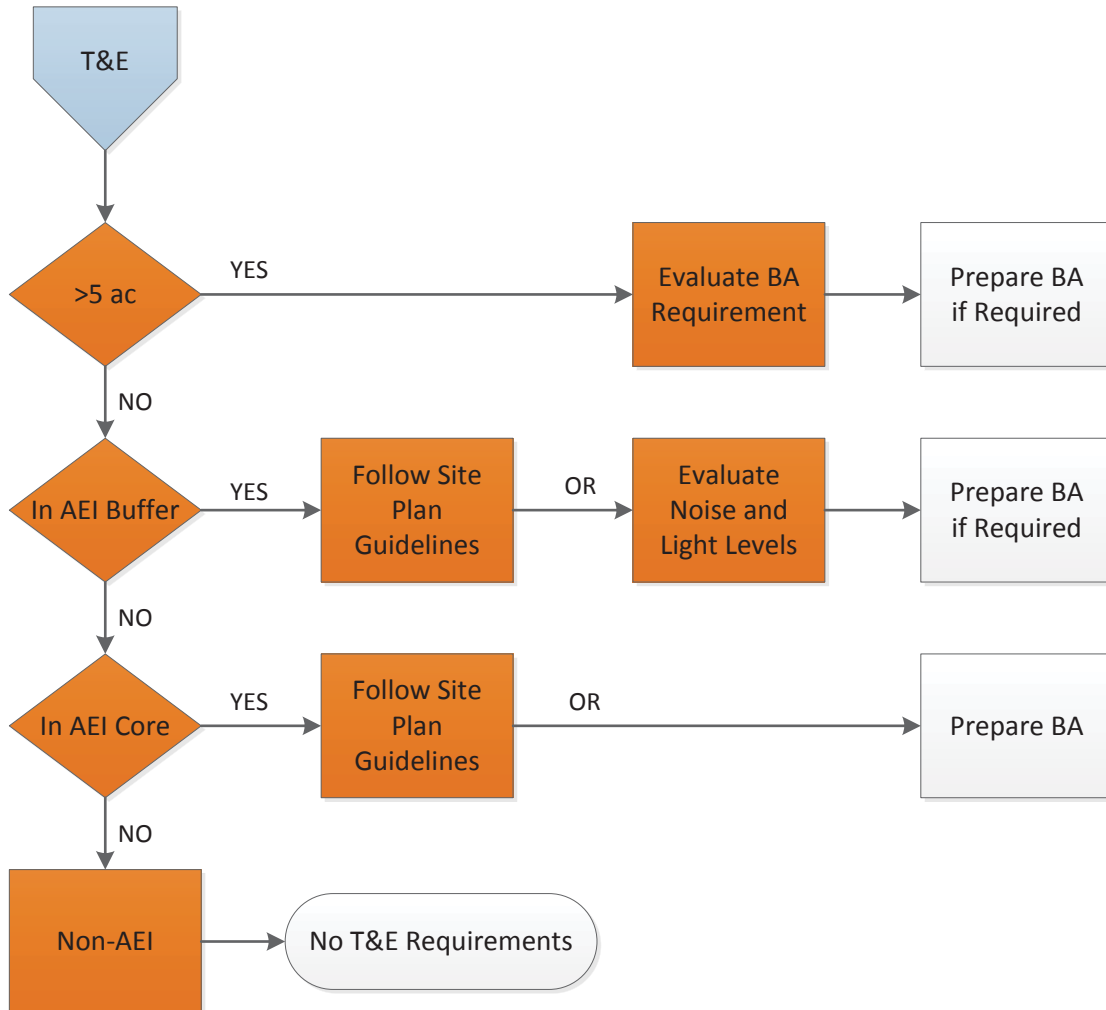 T&E
>5 ac
YES
Evaluate BA
Requirement
Prepare BA
if Required
NO
In AEI Buffer
YES
Follow Site
Plan
Guidelines
OR
Evaluate
Noise and
Light Levels
Prepare BA
if Required
NO
In AEI Core
YES
Follow Site
Plan
Guidelines
OR
Prepare BA
NO
Non-AEI
No T&E Requirements